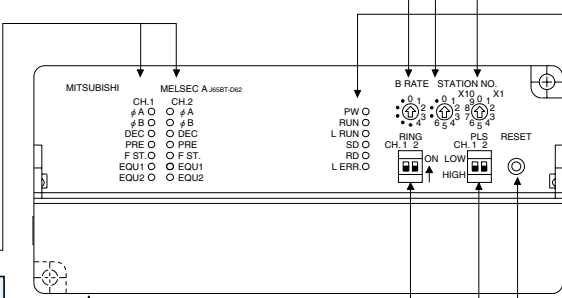 B RATE STATION NO.
X10 X1
MITSUBISHI MELSEC A J65BT-D62
0 1 2 3 4
0 1 2 3 4 5 6
0 1 2 3 4 5 6 7 8 9
CH.1 CH.2
φA φA
φB φB
DEC DEC
PRE PRE
F ST. F ST.
EQU1 EQU1
EQU2 EQU2
PW
RUN
L RUN
SD
RD
L ERR.
RING PLS RESET
CH. 1 2 CH. 1 2
ON LOW
HIGH